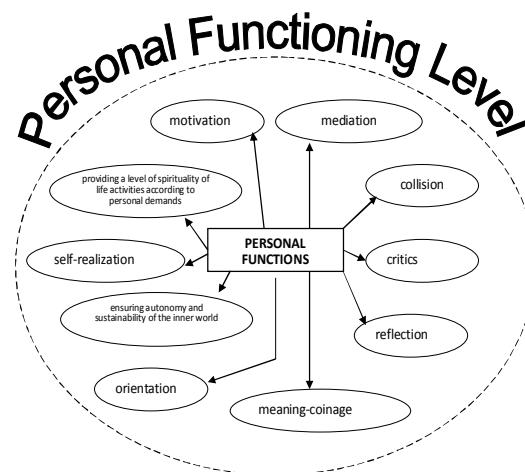 Personal Functioning Level
motivation
mediation
providing a level of spirituality of
life activities according to
personal demands
collision
PERSONAL
FUNCTIONS
self-realization
critics
ensuring autonomy and
sustainability of the inner world
reflection
orientation
meaning-coinage